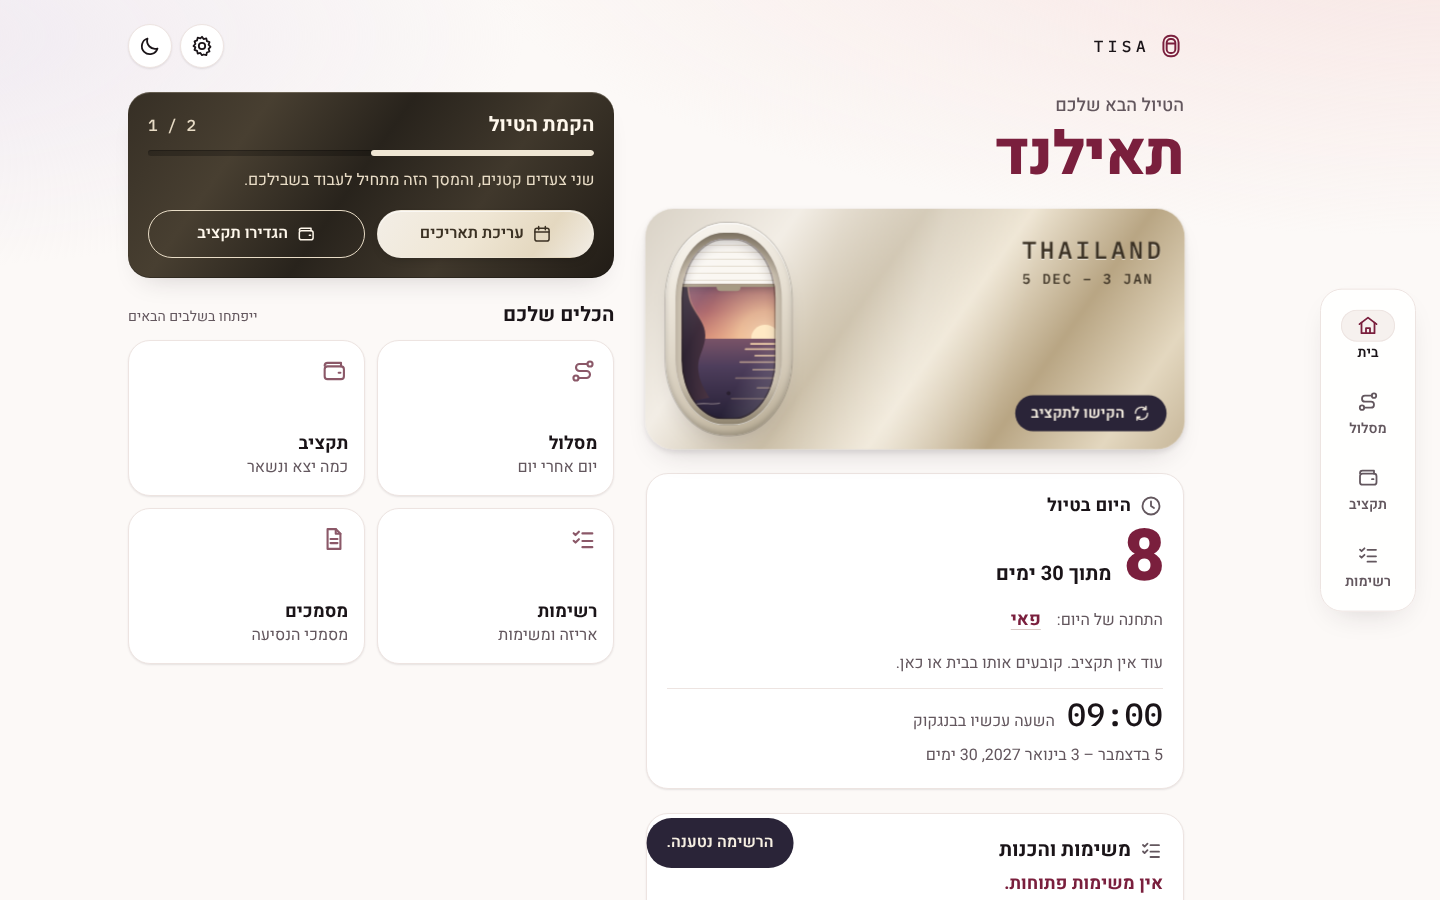 TISA
הטיול הבא שלכם
תאילנד
THAILAND
5 DEC – 3 JAN
הקישו לתקציב
היום בטיול
8 מתוך 30 ימים
התחנה של היום: פאי
עוד אין תקציב. קובעים אותו בבית או כאן.
09:00 השעה עכשיו בבנגקוק
5 בדצמבר – 3 בינואר 2027, 30 ימים
משימות והכנות
אין משימות פתוחות.
הרשימה נטענה.
הקמת הטיול
1 / 2
שני צעדים קטנים, והמסך הזה מתחיל לעבוד בשבילכם.
עריכת תאריכים
הגדירו תקציב
הכלים שלכם
ייפתחו בשלבים הבאים
מסלול
יום אחרי יום
תקציב
כמה יצא ונשאר
רשימות
אריזה ומשימות
מסמכים
מסמכי הנסיעה
בית
מסלול
תקציב
רשימות